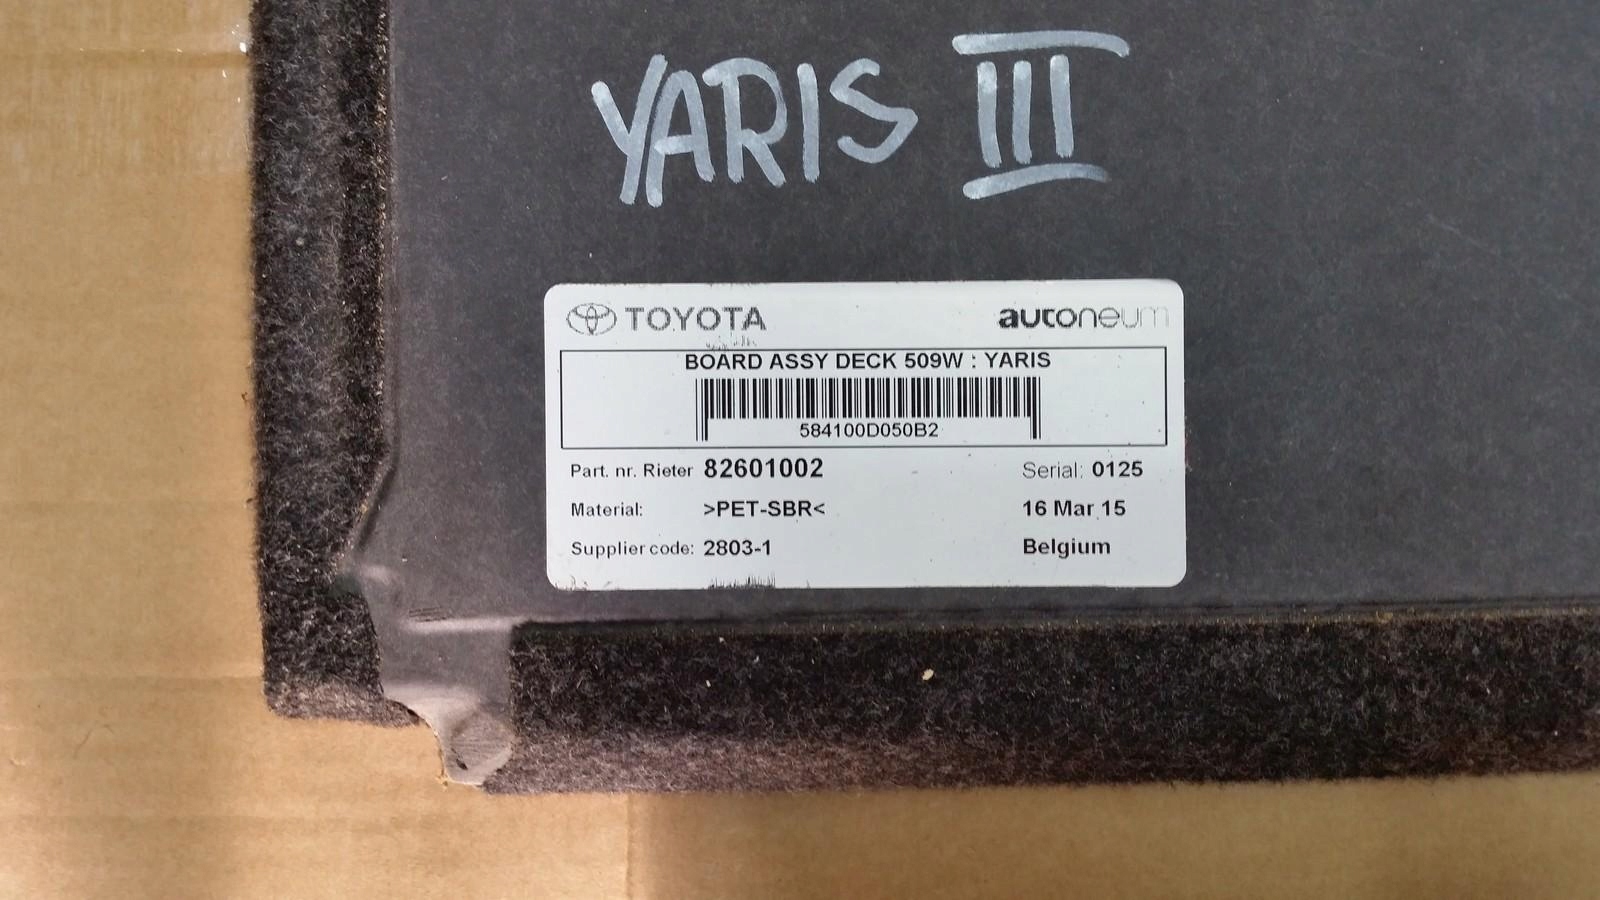 YARIS III
TOYOTA autoneum
BOARD ASSY DECK 509W : YARIS
584100D050B2
Part. nr. Rieter 82601002 Serial: 0125
Material: >PET-SBR< 16 Mar 15
Supplier code: 2803-1 Belgium